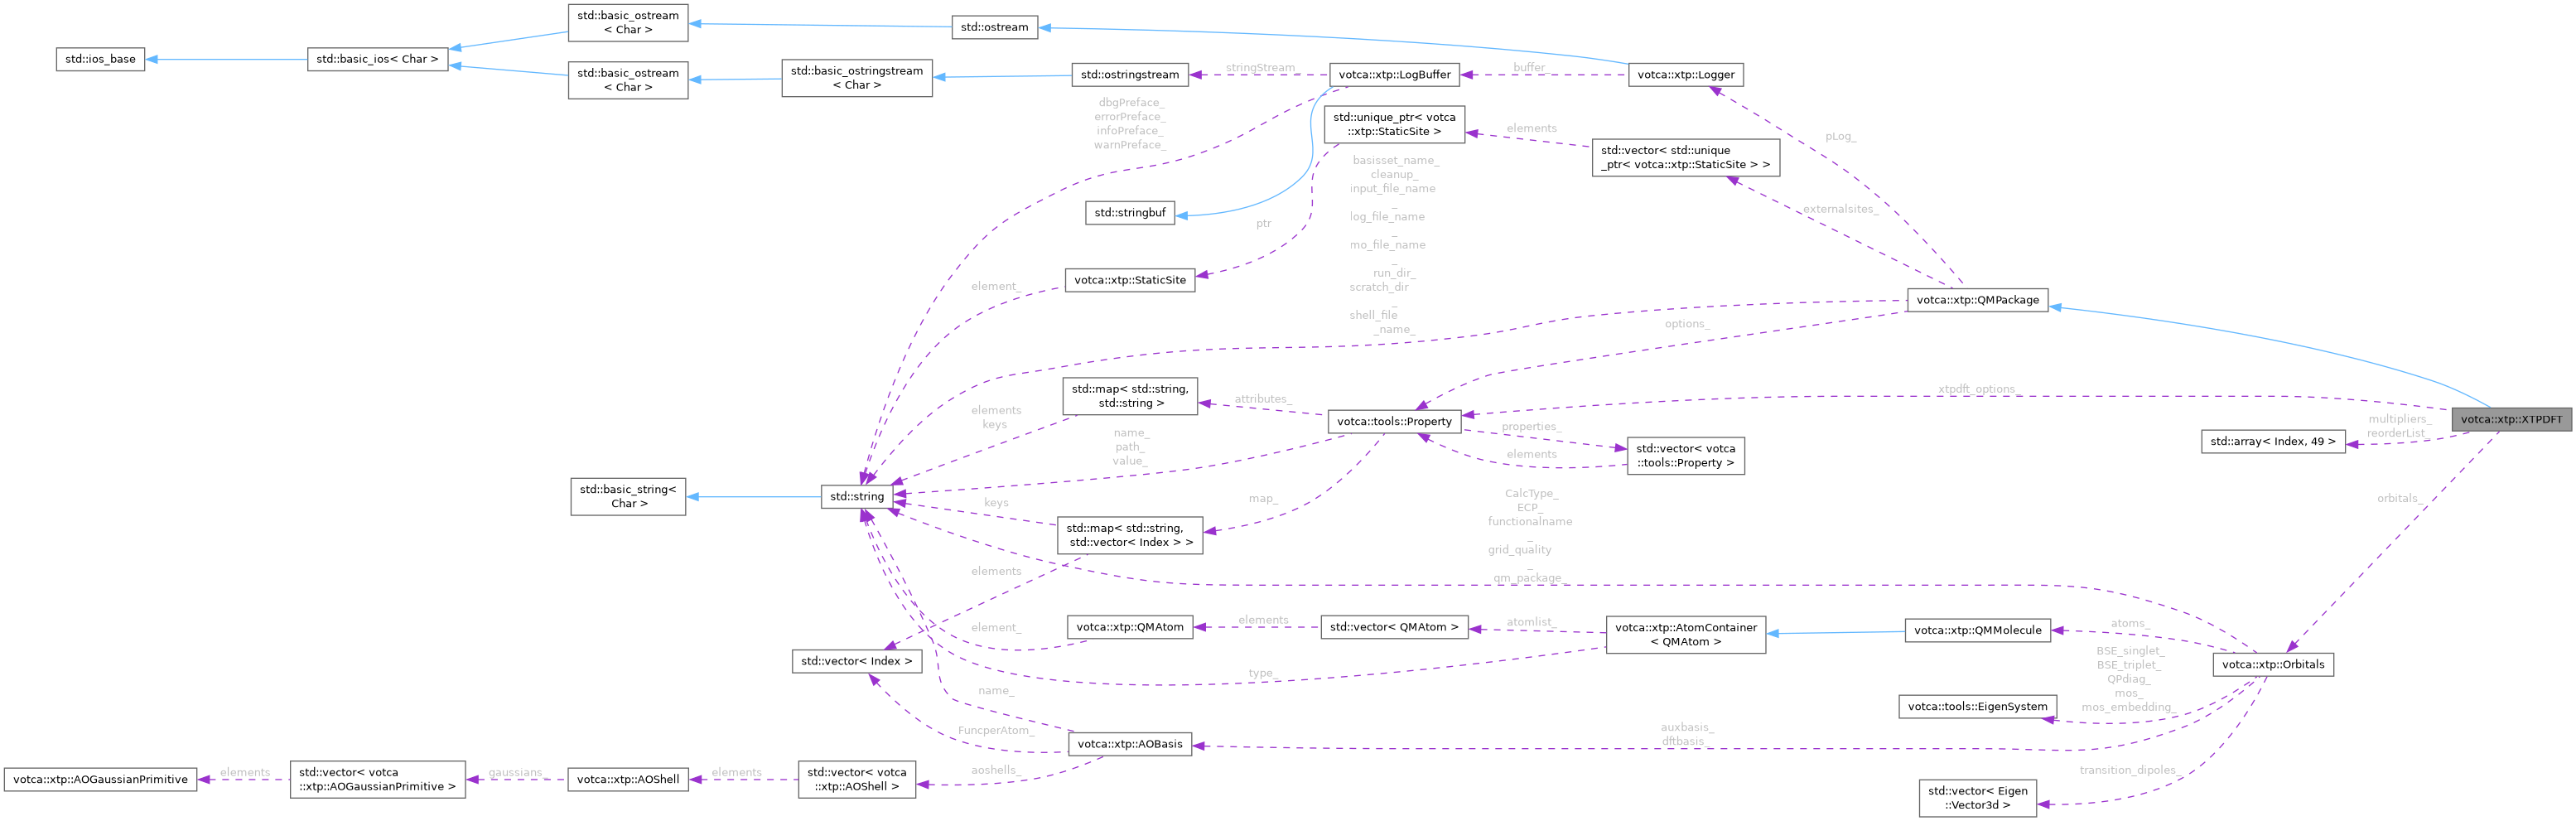 std::basic_ostream
< Char >
std::ostream
std::ios_base
std::basic_ios< Char >
std::basic_ostream
< Char >
std::basic_ostringstream
< Char >
std::ostringstream
stringStream_
votca::xtp::LogBuffer
buffer_
votca::xtp::Logger
dbgPreface_
errorPreface_
infoPreface_
warnPreface_
std::unique_ptr< votca
::xtp::StaticSite >
elements
std::vector< std::unique
_ptr< votca::xtp::StaticSite > >
pLog_
basisset_name_
cleanup_
input_file_name
_
log_file_name
_
mo_file_name
_
run_dir_
scratch_dir
_
shell_file
_name_
std::stringbuf
ptr
externalsites_
votca::xtp::StaticSite
element_
votca::xtp::QMPackage
options_
std::map< std::string,
std::string >
attributes_
xtpdft_options_
votca::xtp::XTPDFT
elements
keys
votca::tools::Property
properties_
multipliers_
reorderList_
std::array< Index, 49 >
name_
path_
value_
elements
std::vector< votca
::tools::Property >
std::basic_string<
Char >
std::string
keys
map_
CalcType_
ECP_
functionalname
_
grid_quality
_
qm_package_
orbitals_
std::map< std::string,
std::vector< Index > >
elements
element_
votca::xtp::QMAtom
elements
std::vector< QMAtom >
atomlist_
votca::xtp::AtomContainer
< QMAtom >
votca::xtp::QMMolecule
atoms_
std::vector< Index >
type_
BSE_singlet_
BSE_triplet_
QPdiag_
mos_
mos_embedding_
votca::xtp::Orbitals
name_
votca::tools::EigenSystem
FuncperAtom_
votca::xtp::AOBasis
auxbasis_
dftbasis_
votca::xtp::AOGaussianPrimitive
elements
std::vector< votca
::xtp::AOGaussianPrimitive >
gaussians_
votca::xtp::AOShell
elements
std::vector< votca
::xtp::AOShell >
aoshells_
transition_dipoles_
std::vector< Eigen
::Vector3d >